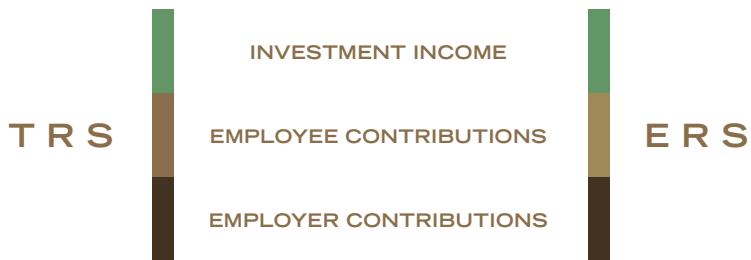 INVESTMENT INCOME
TRS
EMPLOYEE CONTRIBUTIONS
ERS
EMPLOYER CONTRIBUTIONS